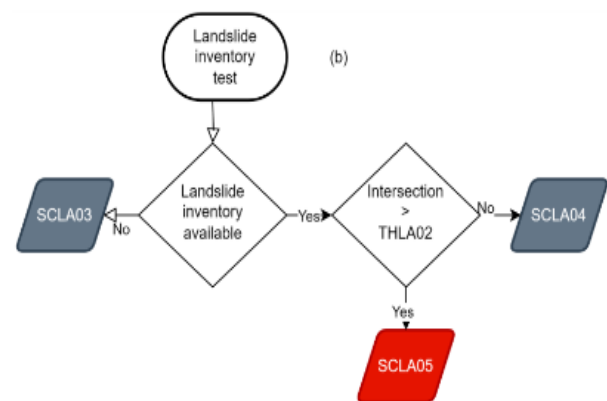 Landslide
inventory
test
(b)
SCLA03
No
Landslide
inventory
available
Yes
Intersection
>
THLA02
No
SCLA04
Yes
SCLA05